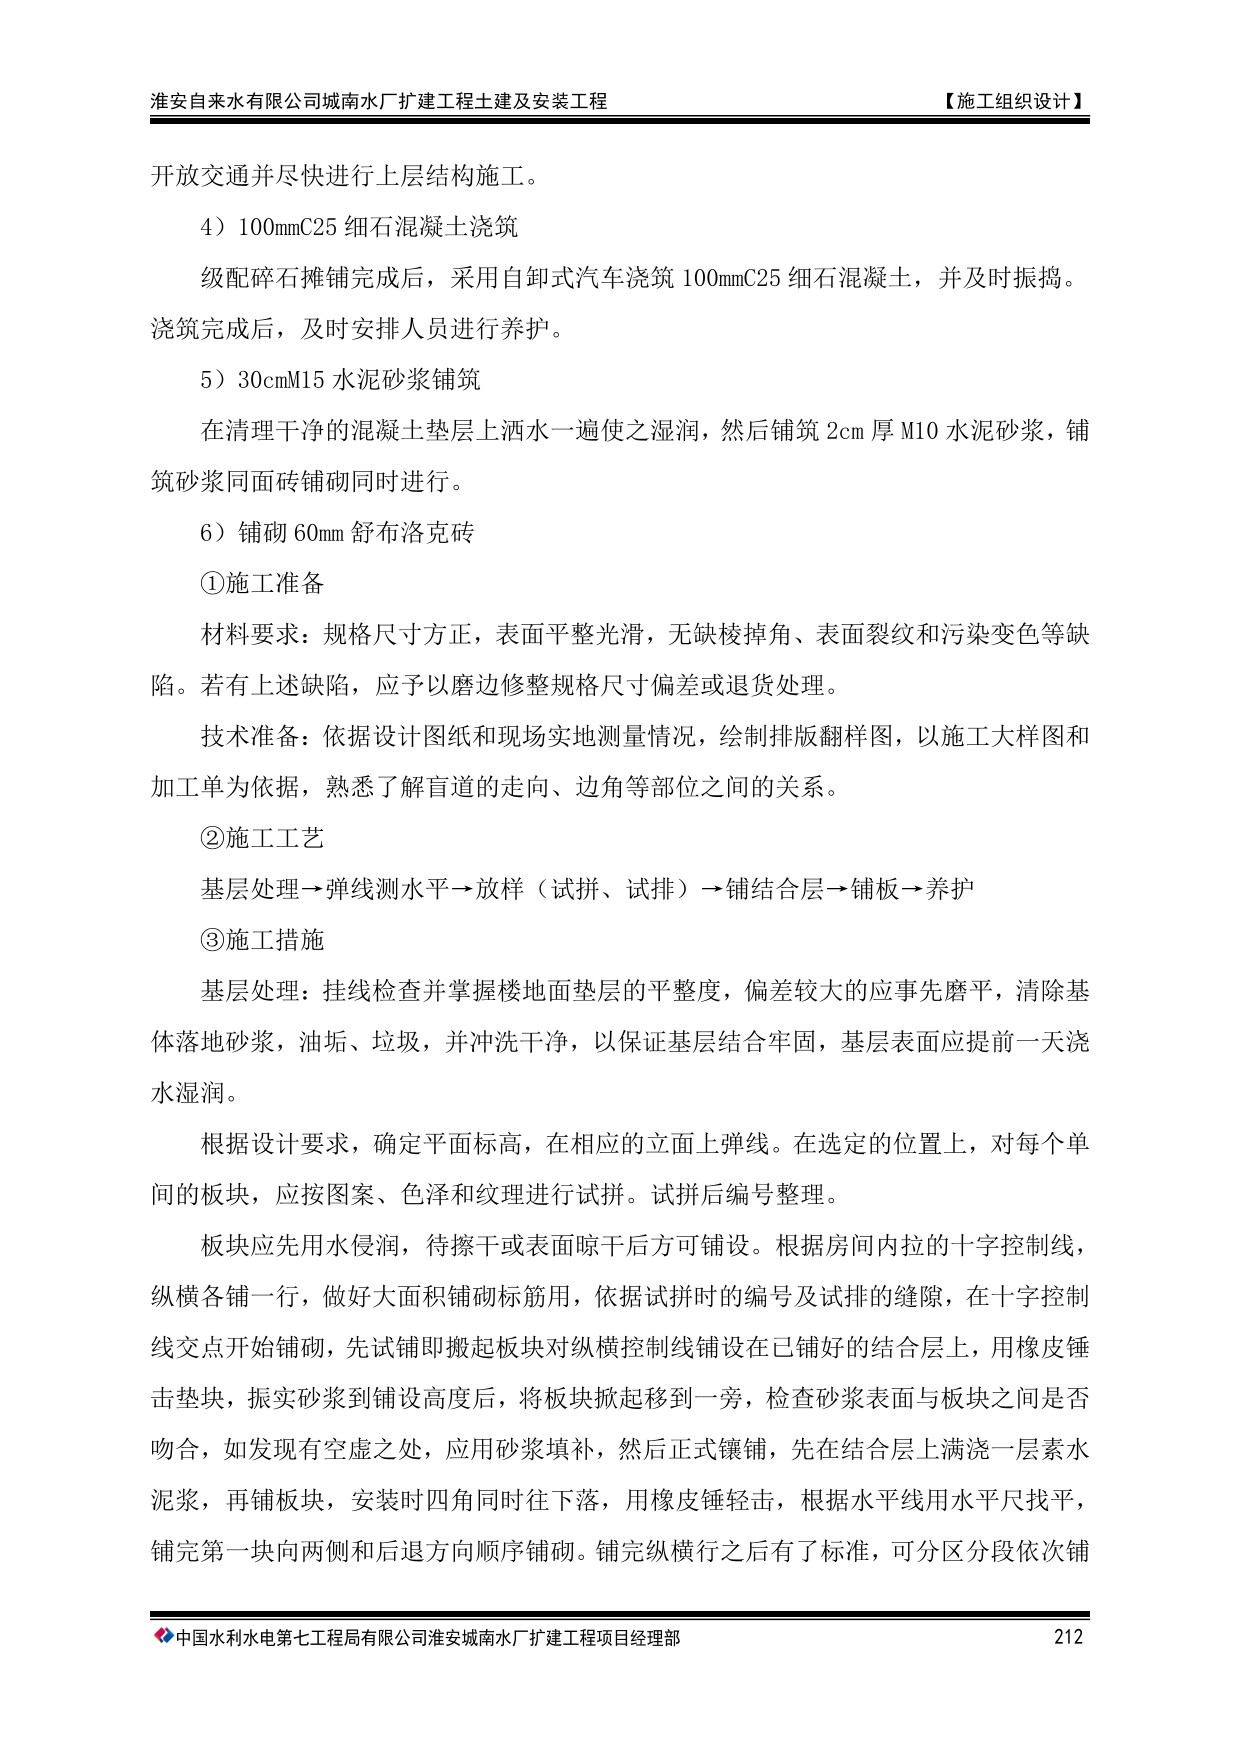 淮安自来水有限公司城南水厂扩建工程土建及安装工程 【施工组织设计】
开放交通并尽快进行上层结构施工。
4）100mmC25 细石混凝土浇筑
级配碎石摊铺完成后，采用自卸式汽车浇筑 100mmC25 细石混凝土，并及时振捣。
浇筑完成后，及时安排人员进行养护。
5）30cmM15 水泥砂浆铺筑
在清理干净的混凝土垫层上洒水一遍使之湿润，然后铺筑 2cm 厚 M10 水泥砂浆，铺
筑砂浆同面砖铺砌同时进行。
6）铺砌 60mm 舒布洛克砖
①施工准备
材料要求：规格尺寸方正，表面平整光滑，无缺棱掉角、表面裂纹和污染变色等缺
陷。若有上述缺陷，应予以磨边修整规格尺寸偏差或退货处理。
技术准备：依据设计图纸和现场实地测量情况，绘制排版翻样图，以施工大样图和
加工单为依据，熟悉了解盲道的走向、边角等部位之间的关系。
②施工工艺
基层处理→弹线测水平→放样（试拼、试排）→铺结合层→铺板→养护
③施工措施
基层处理：挂线检查并掌握楼地面垫层的平整度，偏差较大的应事先磨平，清除基
体落地砂浆，油垢、垃圾，并冲洗干净，以保证基层结合牢固，基层表面应提前一天浇
水湿润。
根据设计要求，确定平面标高，在相应的立面上弹线。在选定的位置上，对每个单
间的板块，应按图案、色泽和纹理进行试拼。试拼后编号整理。
板块应先用水侵润，待擦干或表面晾干后方可铺设。根据房间内拉的十字控制线，
纵横各铺一行，做好大面积铺砌标筋用，依据试拼时的编号及试排的缝隙，在十字控制
线交点开始铺砌，先试铺即搬起板块对纵横控制线铺设在已铺好的结合层上，用橡皮锤
击垫块，振实砂浆到铺设高度后，将板块掀起移到一旁，检查砂浆表面与板块之间是否
吻合，如发现有空虚之处，应用砂浆填补，然后正式镶铺，先在结合层上满浇一层素水
泥浆，再铺板块，安装时四角同时往下落，用橡皮锤轻击，根据水平线用水平尺找平，
铺完第一块向两侧和后退方向顺序铺砌。铺完纵横行之后有了标准，可分区分段依次铺
中国水利水电第七工程局有限公司淮安城南水厂扩建工程项目经理部 212